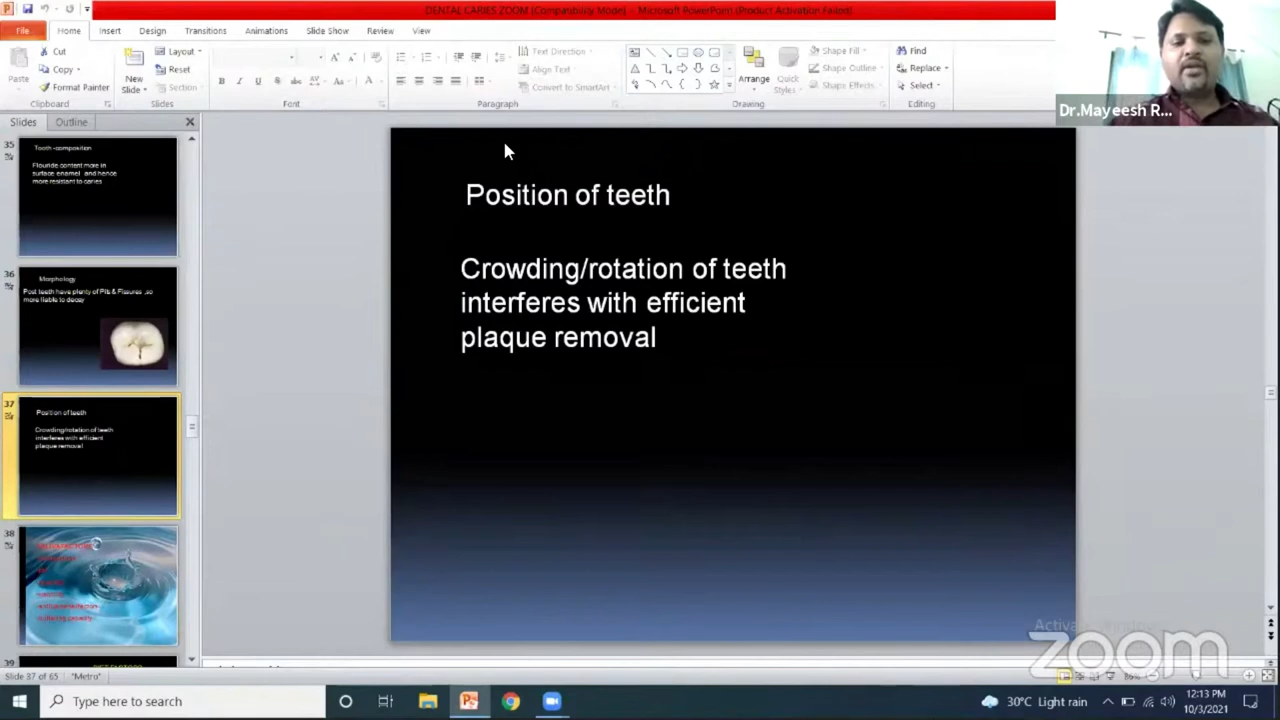 DENTAL CARIES ZOOM [Compatibility Mode] - Microsoft PowerPoint (Product Activation Failed)
File Home Insert Design Transitions Animations Slide Show Review View
Paste
Cut
Copy
Format Painter
Clipboard
New Slide
Layout
Reset
Section
Slides
Font
Text Direction
Align Text
Convert to SmartArt
Paragraph
Arrange
Quick Styles
Shape Fill
Shape Outline
Shape Effects
Drawing
Find
Replace
Select
Editing
Dr.Mayeesh R...
Slides Outline
35
Tooth -composition
Flouride content more in
surface enamel and hence
more resistant to caries
36
Morphology
Post teeth have plenty of Pits & Fissures ,so
more liable to decay
37
Position of teeth
Crowding/rotation of teeth
interferes with efficient
plaque removal
38
39
Position of teeth
Crowding/rotation of teeth
interferes with efficient
plaque removal
zoom
Slide 37 of 65 "Metro"
86%
Type here to search
30°C Light rain
12:13 PM
10/3/2021